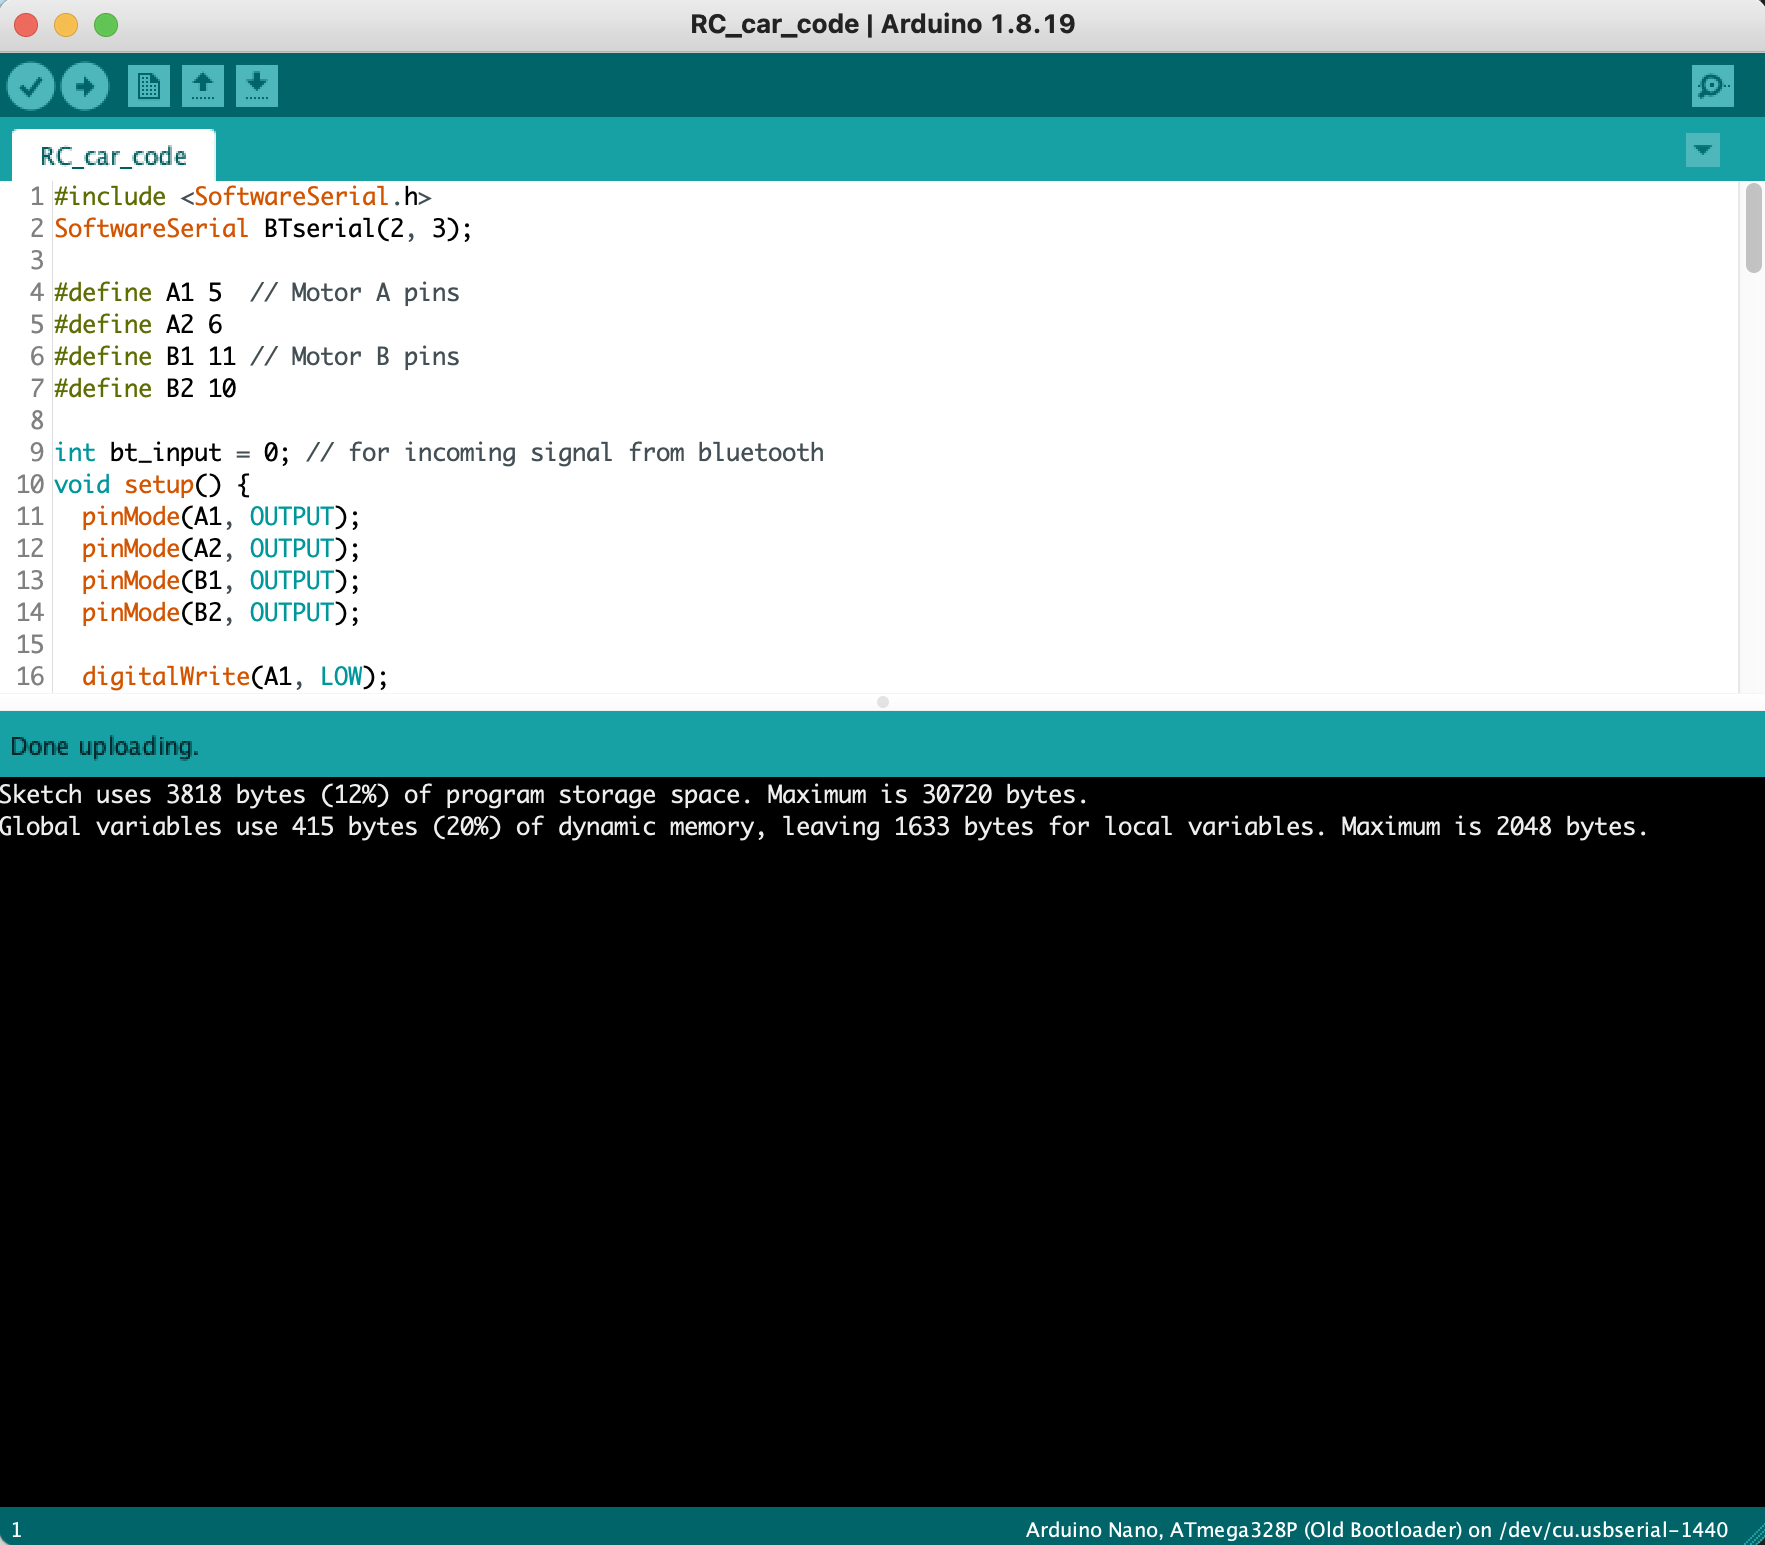 RC_car_code | Arduino 1.8.19
RC_car_code
1 #include <SoftwareSerial.h>
2 SoftwareSerial BTserial(2, 3);
3
4 #define A1 5  // Motor A pins
5 #define A2 6
6 #define B1 11 // Motor B pins
7 #define B2 10
8
9 int bt_input = 0; // for incoming signal from bluetooth
10 void setup() {
11   pinMode(A1, OUTPUT);
12   pinMode(A2, OUTPUT);
13   pinMode(B1, OUTPUT);
14   pinMode(B2, OUTPUT);
15
16   digitalWrite(A1, LOW);
Done uploading.
Sketch uses 3818 bytes (12%) of program storage space. Maximum is 30720 bytes.
Global variables use 415 bytes (20%) of dynamic memory, leaving 1633 bytes for local variables. Maximum is 2048 bytes.
1 Arduino Nano, ATmega328P (Old Bootloader) on /dev/cu.usbserial-1440